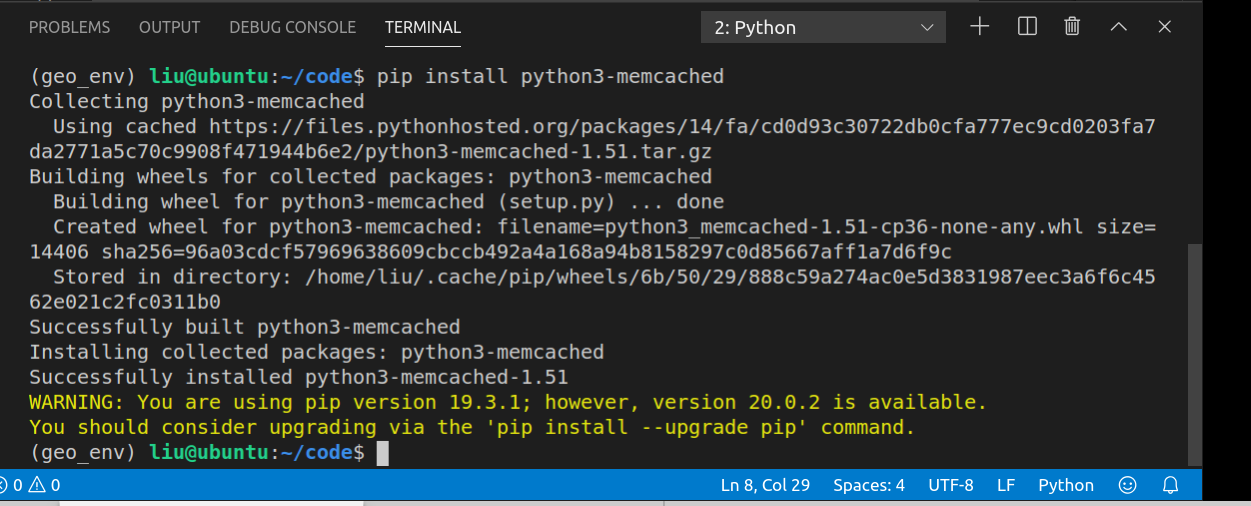 PROBLEMS OUTPUT DEBUG CONSOLE TERMINAL 2: Python
(geo_env) liu@ubuntu:~/code$ pip install python3-memcached
Collecting python3-memcached
Using cached https://files.pythonhosted.org/packages/14/fa/cd0d93c30722db0cfa777ec9cd0203fa7
da2771a5c70c9908f471944b6e2/python3-memcached-1.51.tar.gz
Building wheels for collected packages: python3-memcached
Building wheel for python3-memcached (setup.py) ... done
Created wheel for python3-memcached: filename=python3_memcached-1.51-cp36-none-any.whl size=
14406 sha256=96a03cdcf57969638609cbccb492a4a168a94b8158297c0d85667aff1a7d6f9c
Stored in directory: /home/liu/.cache/pip/wheels/6b/50/29/888c59a274ac0e5d3831987eec3a6f6c45
62e021c2fc0311b0
Successfully built python3-memcached
Installing collected packages: python3-memcached
Successfully installed python3-memcached-1.51
WARNING: You are using pip version 19.3.1; however, version 20.0.2 is available.
You should consider upgrading via the 'pip install --upgrade pip' command.
(geo_env) liu@ubuntu:~/code$
0 0 Ln 8, Col 29 Spaces: 4 UTF-8 LF Python